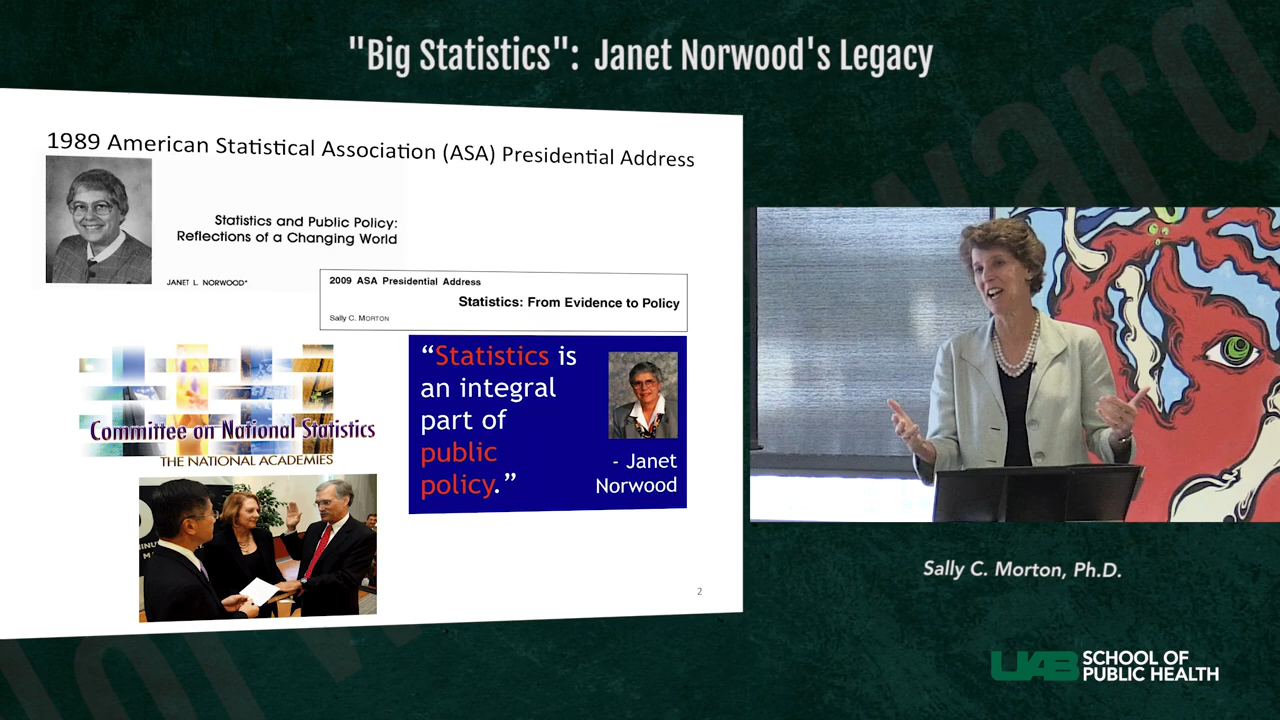 "Big Statistics": Janet Norwood's Legacy
1989 American Statistical Association (ASA) Presidential Address
Statistics and Public Policy:
Reflections of a Changing World
JANET L. NORWOOD*
2009 ASA Presidential Address
Statistics: From Evidence to Policy
Sally C. MORTON
Committee on National Statistics
THE NATIONAL ACADEMIES
“Statistics is
an integral
part of
public
policy.”
- Janet
Norwood
2
Sally C. Morton, Ph.D.
UAB SCHOOL OF
PUBLIC HEALTH